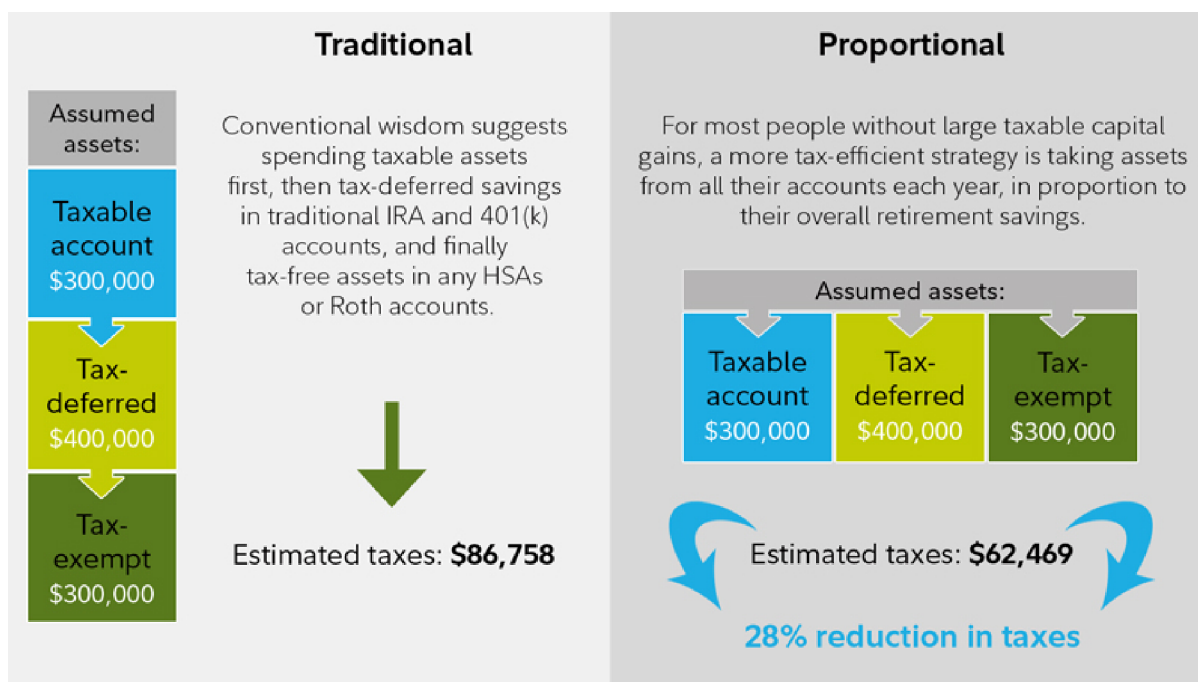 Traditional
Assumed
assets:
Taxable
account
$300,000
Tax-
deferred
$400,000
Tax-
exempt
$300,000
Conventional wisdom suggests
spending taxable assets
first, then tax-deferred savings
in traditional IRA and 401(k)
accounts, and finally
tax-free assets in any HSAs
or Roth accounts.
Estimated taxes: $86,758
Proportional
For most people without large taxable capital
gains, a more tax-efficient strategy is taking assets
from all their accounts each year, in proportion to
their overall retirement savings.
Assumed assets:
Taxable
account
$300,000
Tax-
deferred
$400,000
Tax-
exempt
$300,000
Estimated taxes: $62,469
28% reduction in taxes